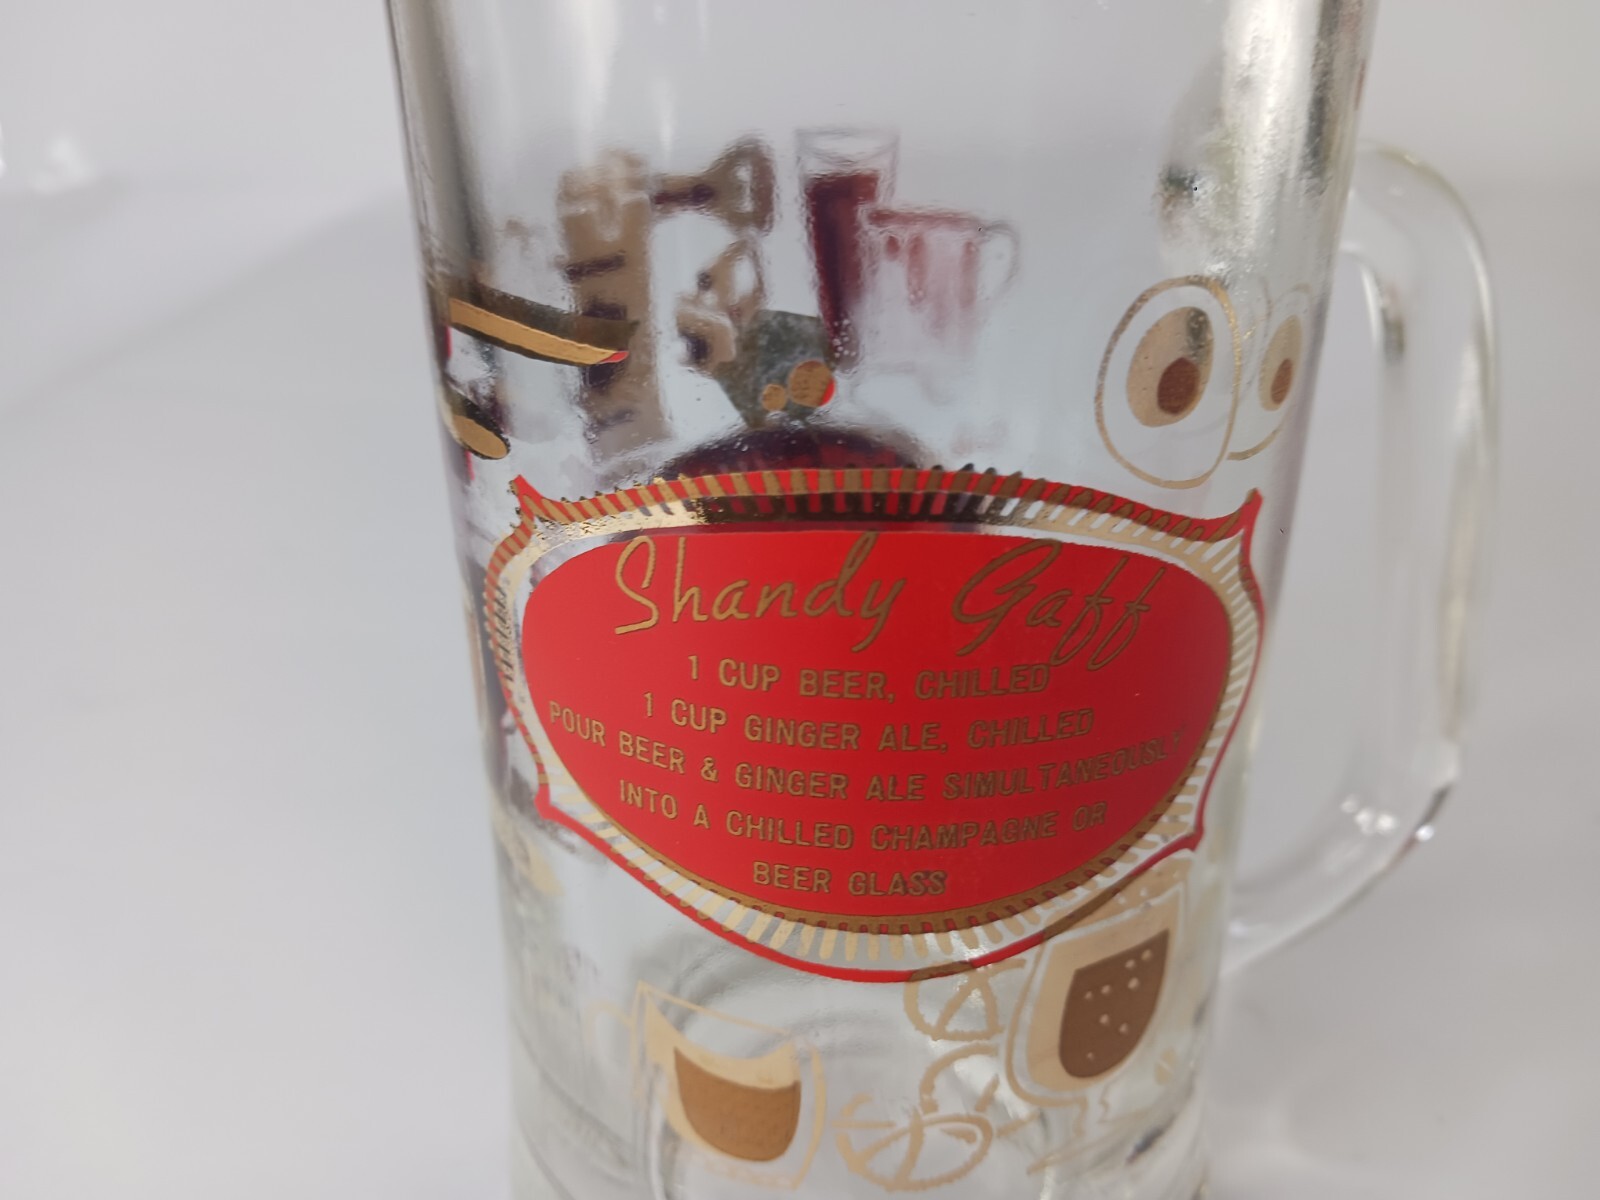 Shandy Gaff
1 CUP BEER, CHILLED
1 CUP GINGER ALE, CHILLED
POUR BEER & GINGER ALE SIMULTANEOUSLY
INTO A CHILLED CHAMPAGNE OR
BEER GLASS